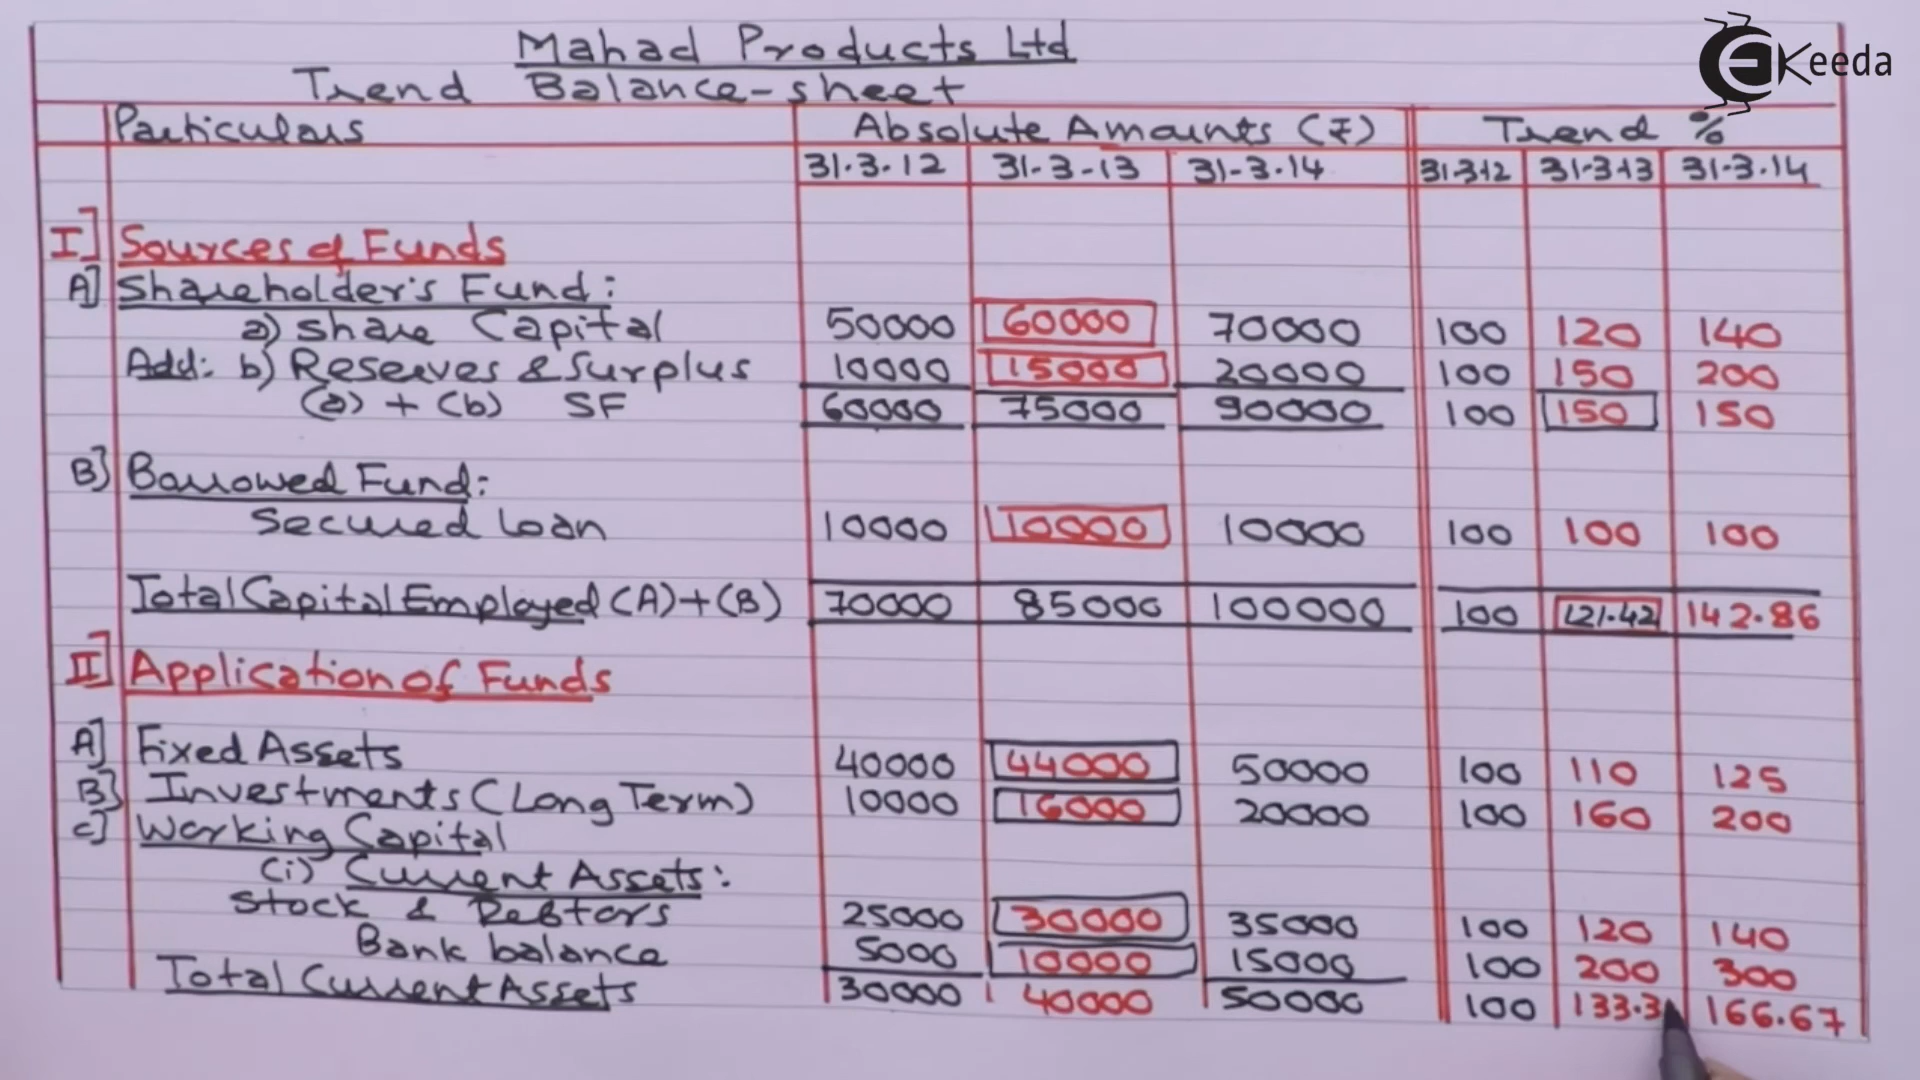 Mahad Products Ltd
Trend Balance-sheet
Keeda
Particulars Absolute Amounts (₹) Trend %
31.3.12 31-3-13 31-3.14 31.3.12 31.3.13 31.3.14
I] Sources of Funds
A] Shareholder's Fund:
a) Share Capital 50000 60000 70000 100 120 140
Add: b) Reserves & Surplus 10000 15000 20000 100 150 200
(a) + (b) SF 60000 75000 90000 100 150 150
B] Borrowed Fund:
Secured Loan 10000 10000 10000 100 100 100
Total Capital Employed (A)+(B) 70000 85000 100000 100 121.42 142.86
II] Application of Funds
A] Fixed Assets 40000 44000 50000 100 110 125
B] Investments (Long Term) 10000 16000 20000 100 160 200
C] Working Capital
(i) Current Assets:
Stock & Debtors 25000 30000 35000 100 120 140
Bank balance 5000 10000 15000 100 200 300
Total Current Assets 30000 40000 50000 100 133.3 166.67